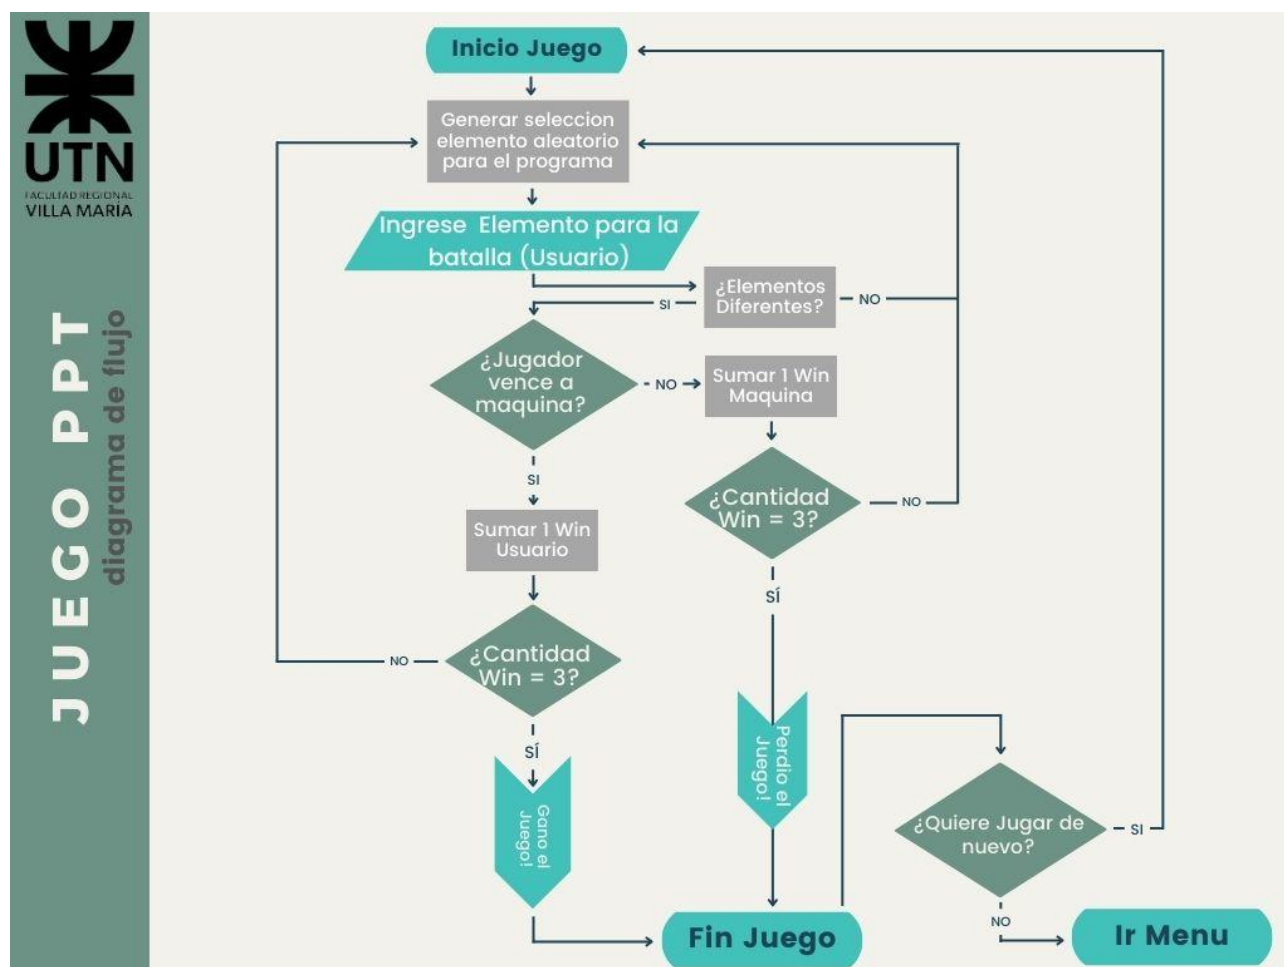 UTN
FACULTAD REGIONAL
VILLA MARÍA
JUEGO PPT
diagrama de flujo
Inicio Juego
Generar seleccion
elemento aleatorio
para el programa
Ingrese Elemento para la
batalla (Usuario)
¿Elementos
Diferentes?
NO
SI
¿Jugador
vence a
maquina?
NO
Sumar 1 Win
Maquina
SI
¿Cantidad
Win = 3?
NO
Sumar 1 Win
Usuario
SÍ
¿Cantidad
Win = 3?
NO
SÍ
Gano el
Juego!
Perdio el
Juego!
¿Quiere Jugar de
nuevo?
SI
NO
Fin Juego
Ir Menu